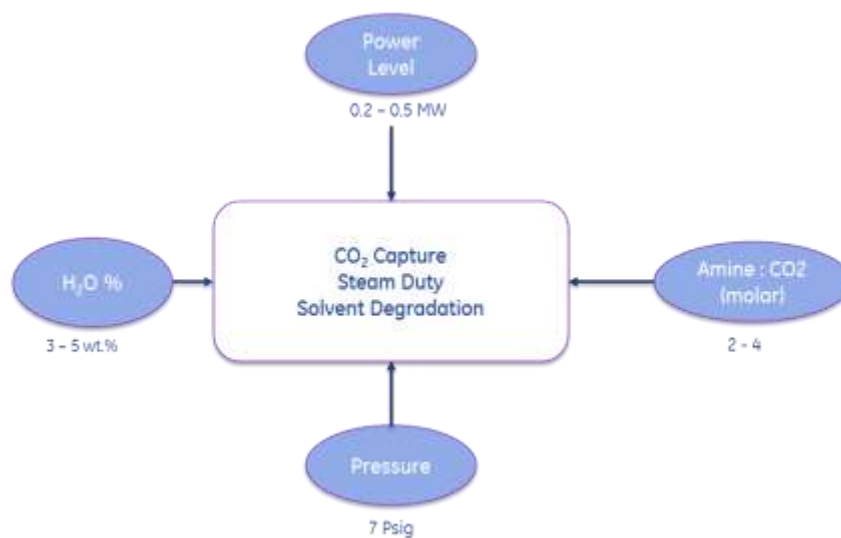 Power
Level
0.2 – 0.5 MW
CO₂ Capture
Steam Duty
Solvent Degradation
H₂O %
3 – 5 wt.%
Amine : CO2
(molar)
2 - 4
Pressure
7 Psig